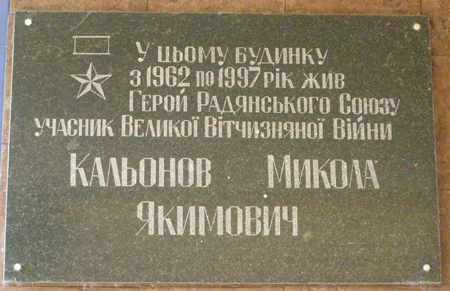 У цьому будинку
з 1962 по 1997 рік жив
Герой Радянського Союзу
учасник Великої Вітчизняної Війни
Кальонов Микола
Якимович